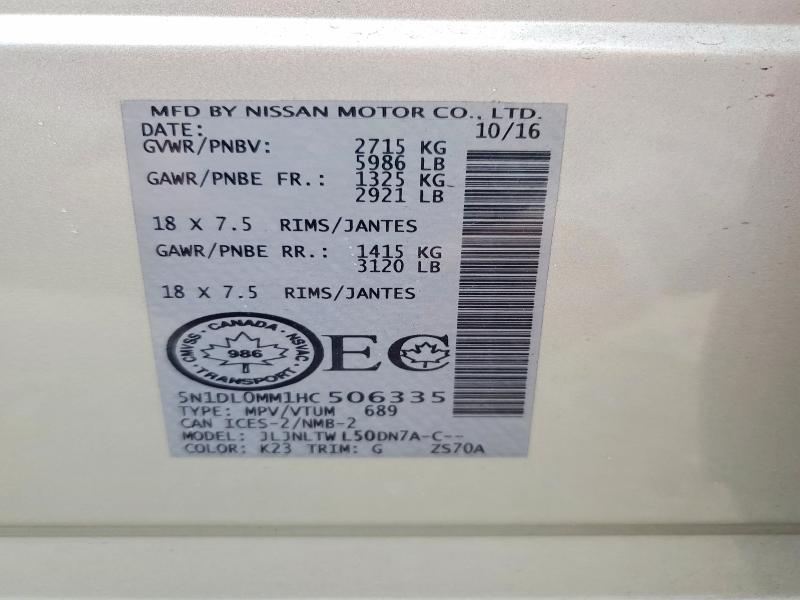 MFD BY NISSAN MOTOR CO., LTD.
DATE: 10/16
GVWR/PNBV: 2715 KG
5986 LB
GAWR/PNBE FR.: 1325 KG
2921 LB
18 X 7.5 RIMS/JANTES
GAWR/PNBE RR.: 1415 KG
3120 LB
18 X 7.5 RIMS/JANTES
CANADA
CMVSS 986 NSVAC
TRANSPORT
EC
5N1DL0MM1HC506335
TYPE: MPV/VTUM 689
CAN ICES-2/NMB-2
MODEL: JLJNLTW L50DN7A-C--
COLOR: K23 TRIM: G ZS70A